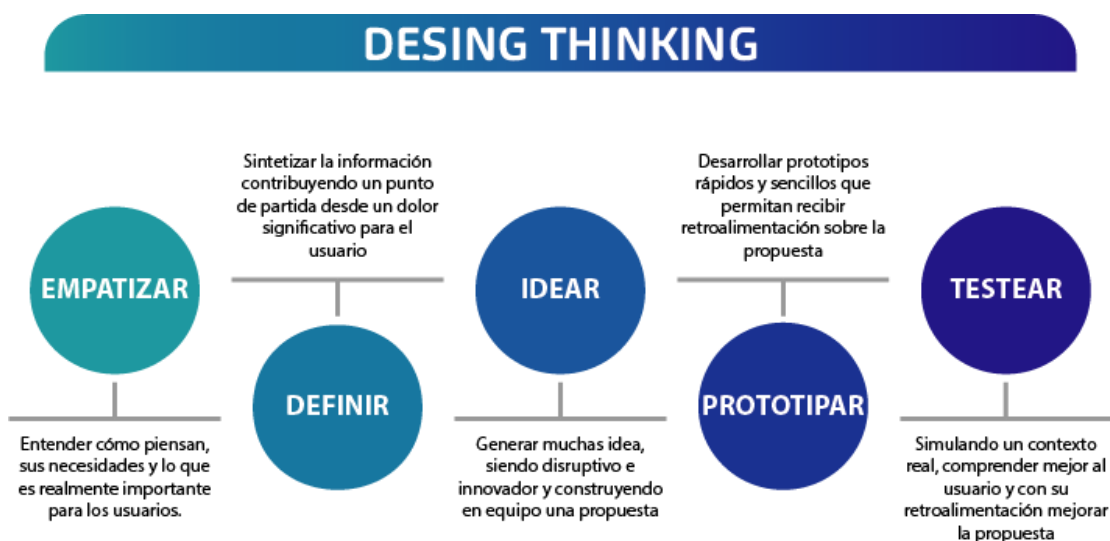 DESING THINKING
EMPATIZAR
Entender cómo piensan,
sus necesidades y lo que
es realmente importante
para los usuarios.
Sintetizar la información
contribuyendo un punto
de partida desde un dolor
significativo para el
usuario
DEFINIR
IDEAR
Generar muchas idea,
siendo disruptivo e
innovador y construyendo
en equipo una propuesta
Desarrollar prototipos
rápidos y sencillos que
permitan recibir
retroalimentación sobre la
propuesta
PROTOTIPAR
TESTEAR
Simulando un contexto
real, comprender mejor al
usuario y con su
retroalimentación mejorar
la propuesta